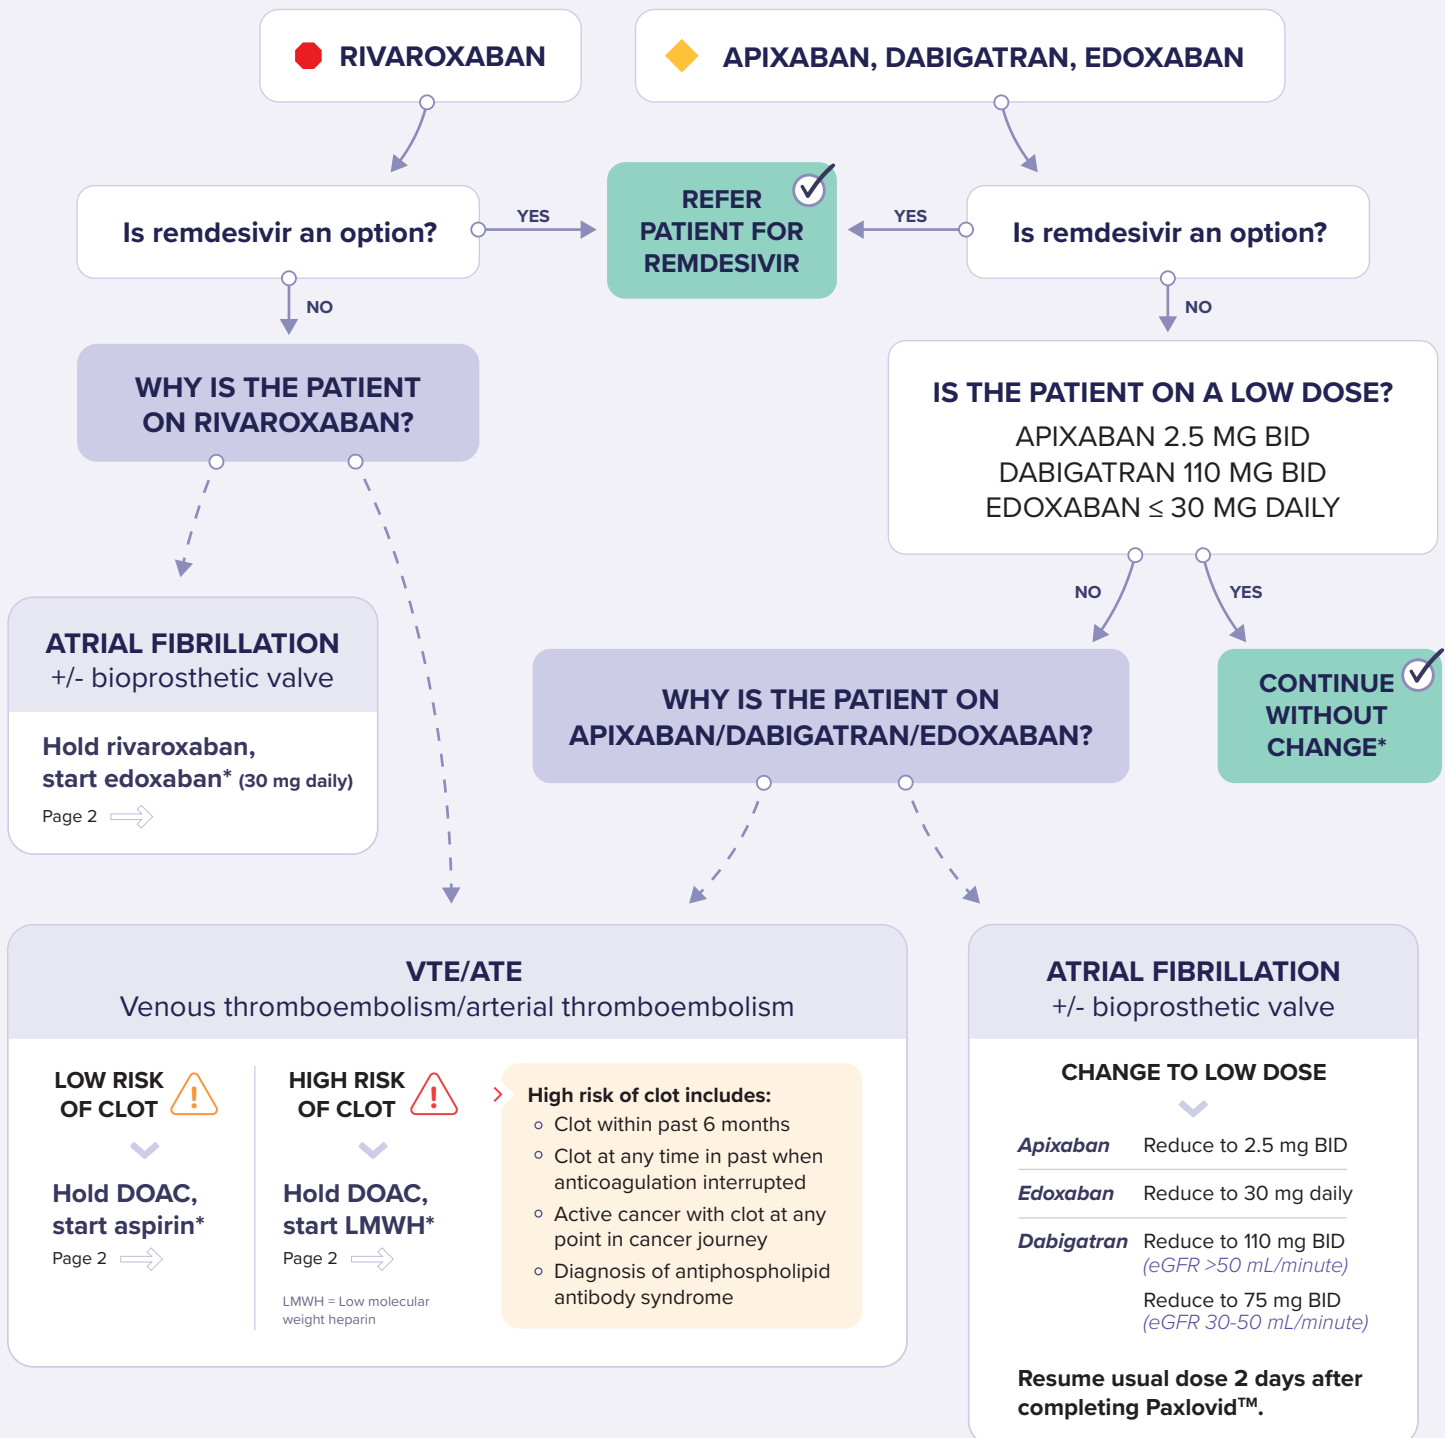 RIVAROXABAN
APIXABAN, DABIGATRAN, EDOXABAN
Is remdesivir an option?
YES
REFER
PATIENT FOR
REMDESIVIR
YES
Is remdesivir an option?
NO
NO
WHY IS THE PATIENT
ON RIVAROXABAN?
IS THE PATIENT ON A LOW DOSE?
APIXABAN 2.5 MG BID
DABIGATRAN 110 MG BID
EDOXABAN ≤ 30 MG DAILY
NO
YES
ATRIAL FIBRILLATION
+/- bioprosthetic valve
Hold rivaroxaban,
start edoxaban* (30 mg daily)
Page 2
WHY IS THE PATIENT ON
APIXABAN/DABIGATRAN/EDOXABAN?
CONTINUE
WITHOUT
CHANGE*
VTE/ATE
Venous thromboembolism/arterial thromboembolism
LOW RISK
OF CLOT
Hold DOAC,
start aspirin*
Page 2
HIGH RISK
OF CLOT
Hold DOAC,
start LMWH*
Page 2
LMWH = Low molecular
weight heparin
High risk of clot includes:
Clot within past 6 months
Clot at any time in past when
anticoagulation interrupted
Active cancer with clot at any
point in cancer journey
Diagnosis of antiphospholipid
antibody syndrome
ATRIAL FIBRILLATION
+/- bioprosthetic valve
CHANGE TO LOW DOSE
Apixaban Reduce to 2.5 mg BID
Edoxaban Reduce to 30 mg daily
Dabigatran Reduce to 110 mg BID
(eGFR >50 mL/minute)
Reduce to 75 mg BID
(eGFR 30-50 mL/minute)
Resume usual dose 2 days after
completing Paxlovid™.